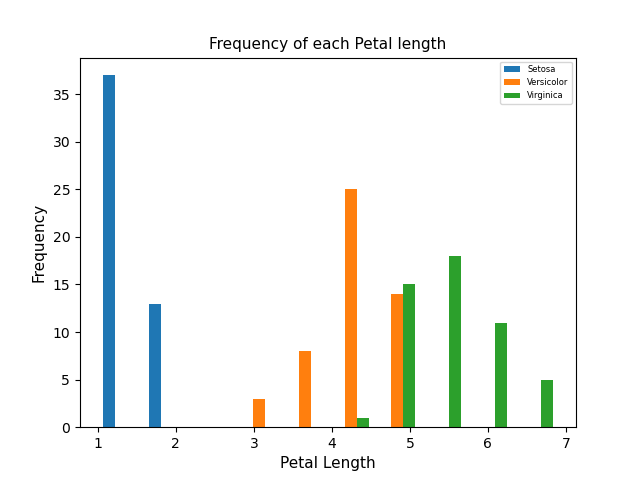 Frequency of each Petal length
Setosa
Versicolor
Virginica
35
30
25
20
15
10
5
0
Frequency
1 2 3 4 5 6 7
Petal Length